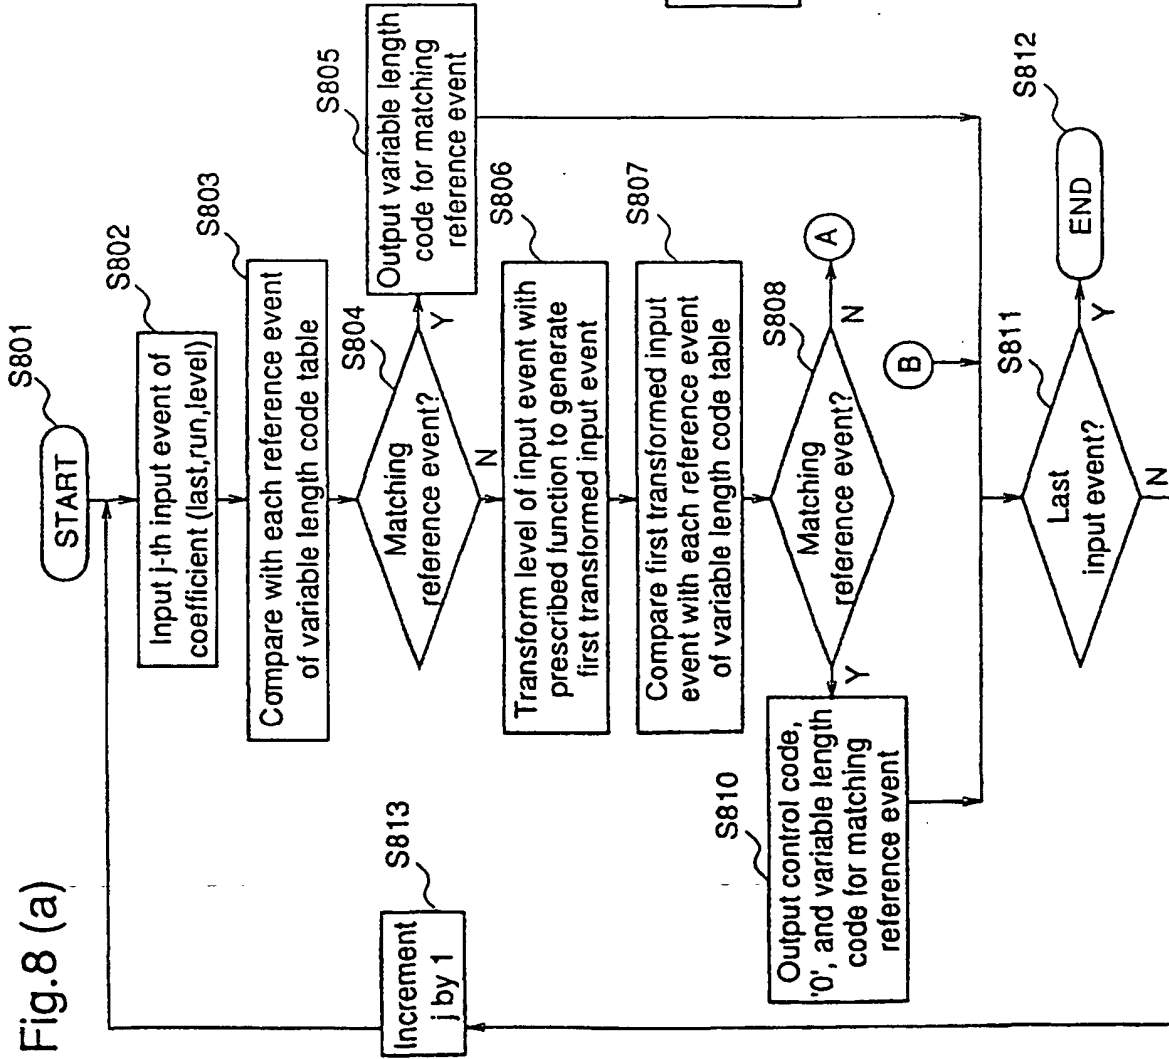 Fig.8 (a)
S801
START
S802
Input j-th input event of
coefficient (last,run,level)
S803
Compare with each reference event
of variable length code table
S804
Matching
reference event?
Y
N
S805
Output variable length
code for matching
reference event
S806
Transform level of input event with
prescribed function to generate
first transformed input event
S807
Compare first transformed input
event with each reference event
of variable length code table
S808
Matching
reference event?
N
A
Y
S810
Output control code,
'0', and variable length
code for matching
reference event
B
S811
Last
input event?
Y
N
S812
END
S813
Increment
j by 1